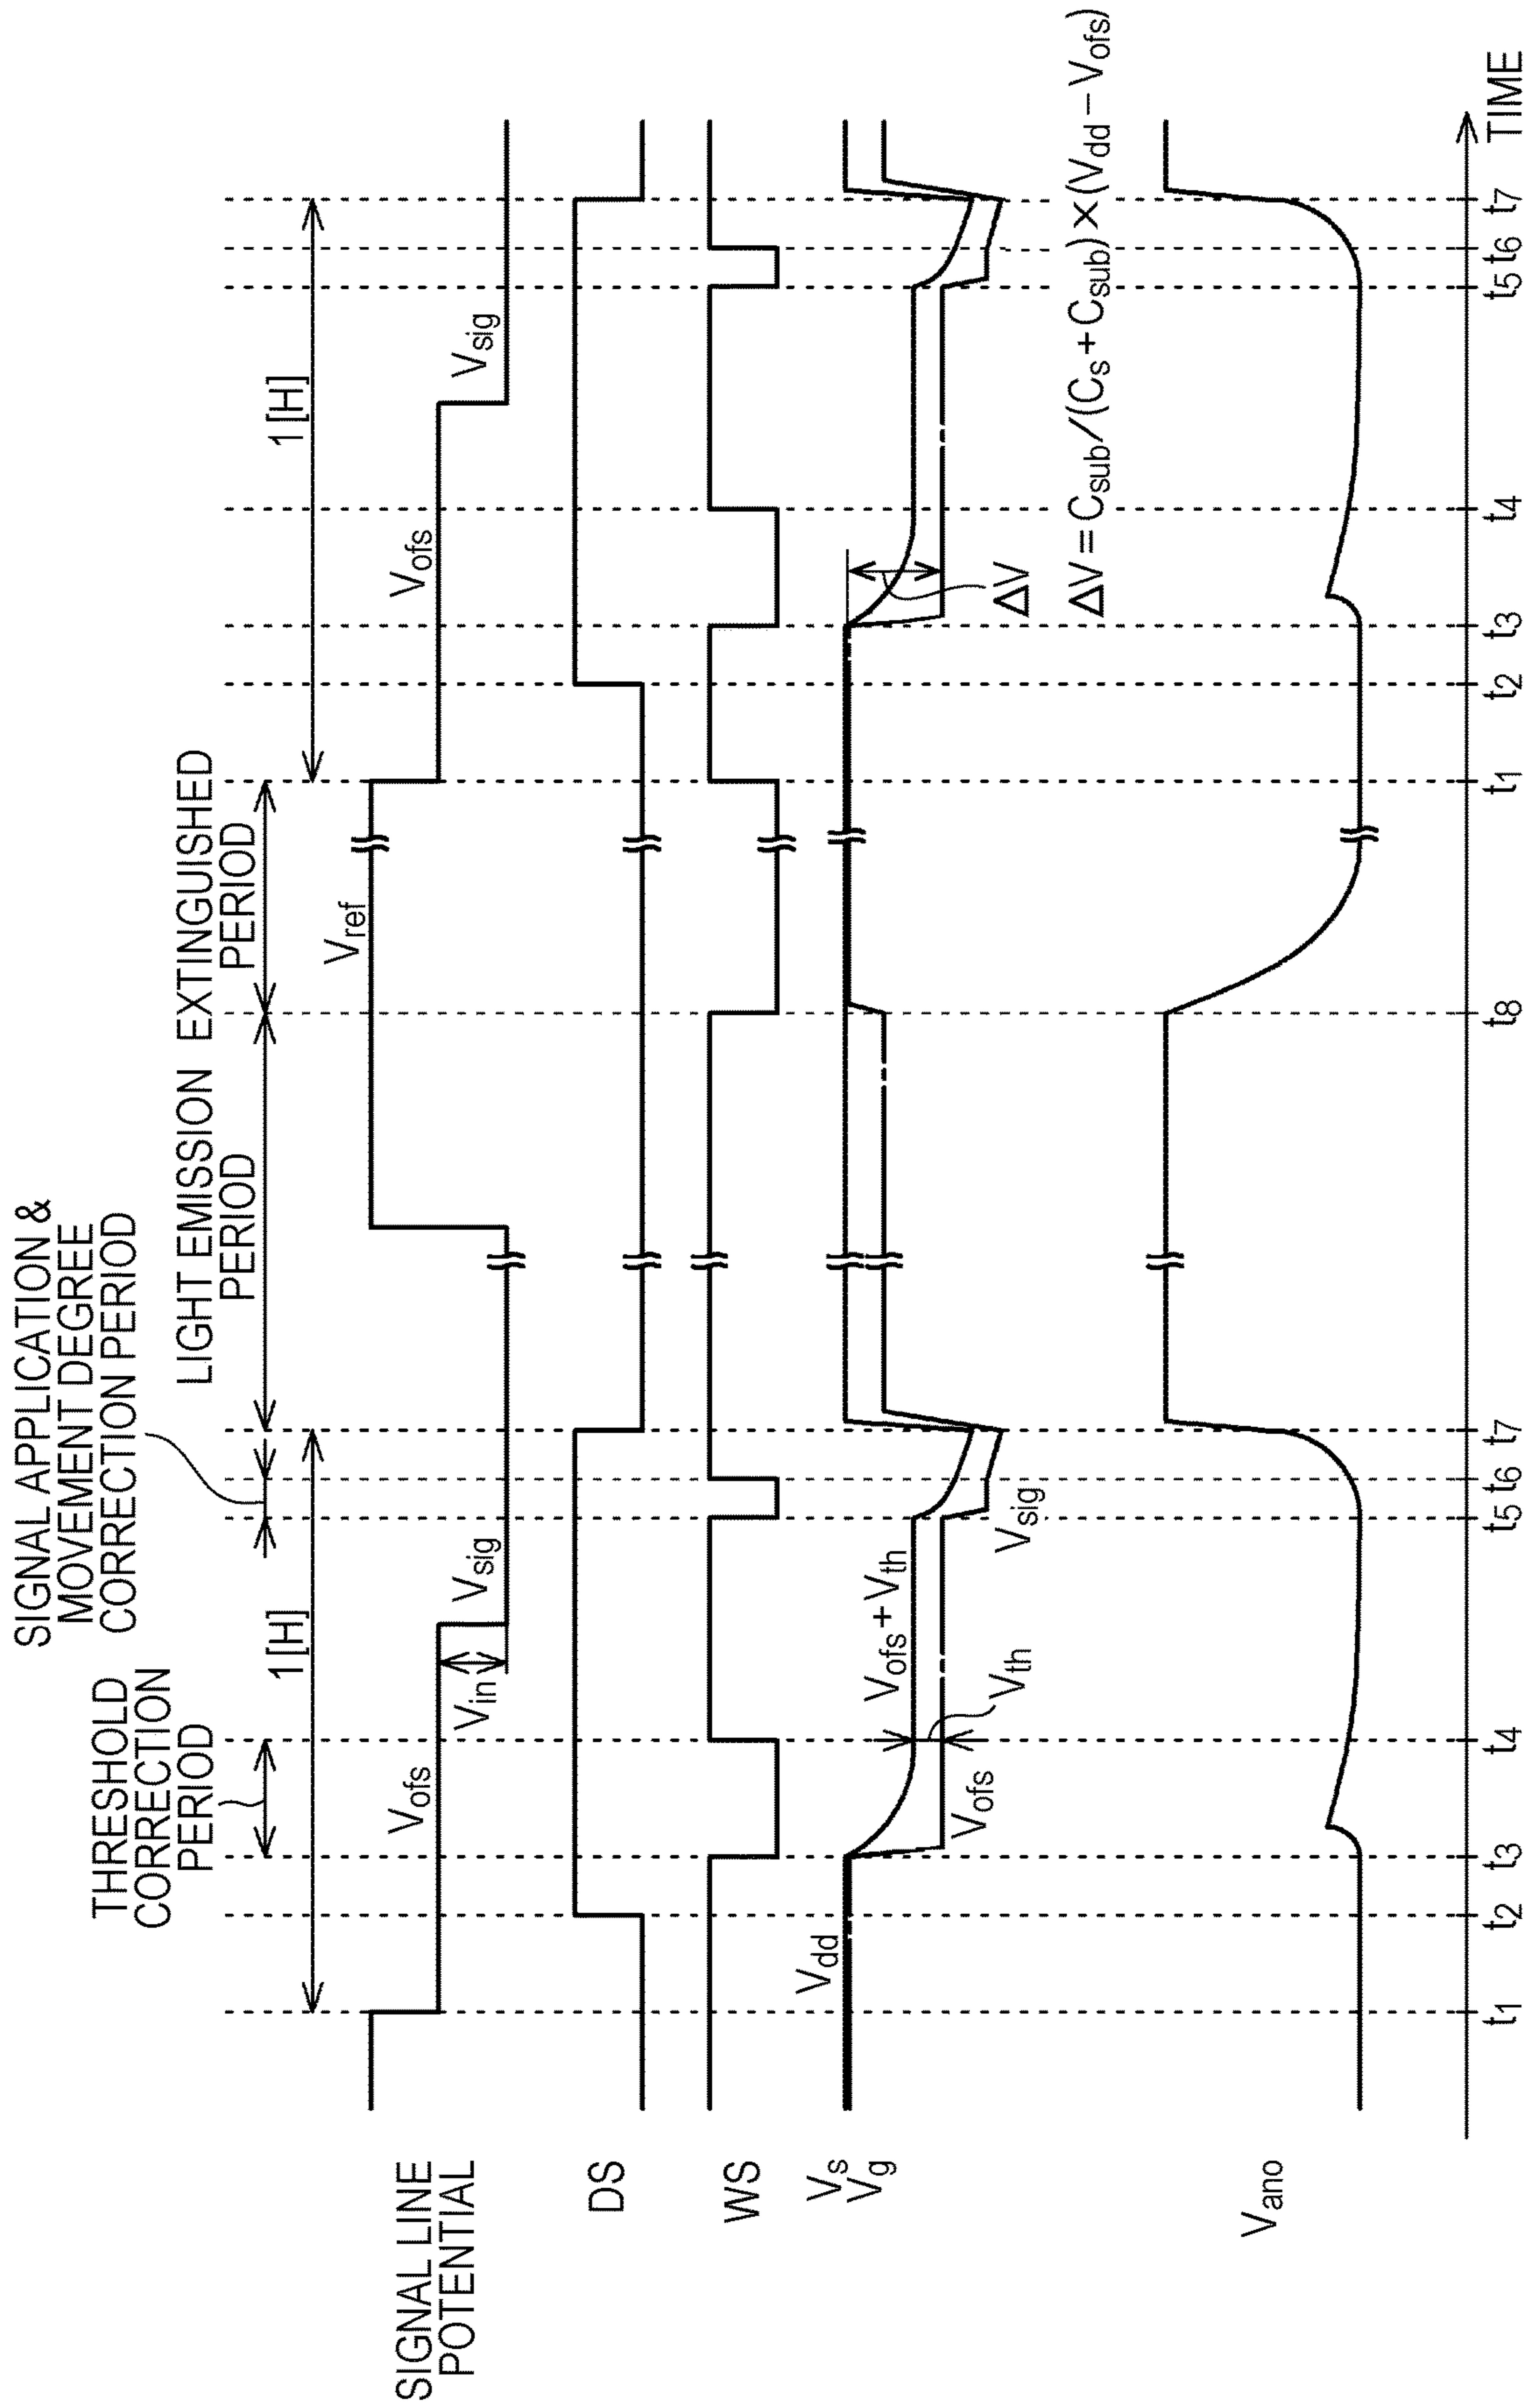 SIGNAL APPLICATION &
MOVEMENT DEGREE
CORRECTION PERIOD
THRESHOLD
CORRECTION
PERIOD
LIGHT EMISSION
PERIOD
EXTINGUISHED
PERIOD
1 [H]
1 [H]
SIGNAL LINE
POTENTIAL
Vofs
Vin
Vsig
Vref
Vofs
Vsig
DS
WS
Vs
Vg
Vdd
Vofs
Vofs + Vth
Vth
Vsig
ΔV
ΔV = Csub/(Cs + Csub) × (Vdd − Vofs)
Vano
t1 t2 t3 t4 t5 t6 t7 t8 t1 t2 t3 t4 t5 t6 t7
TIME